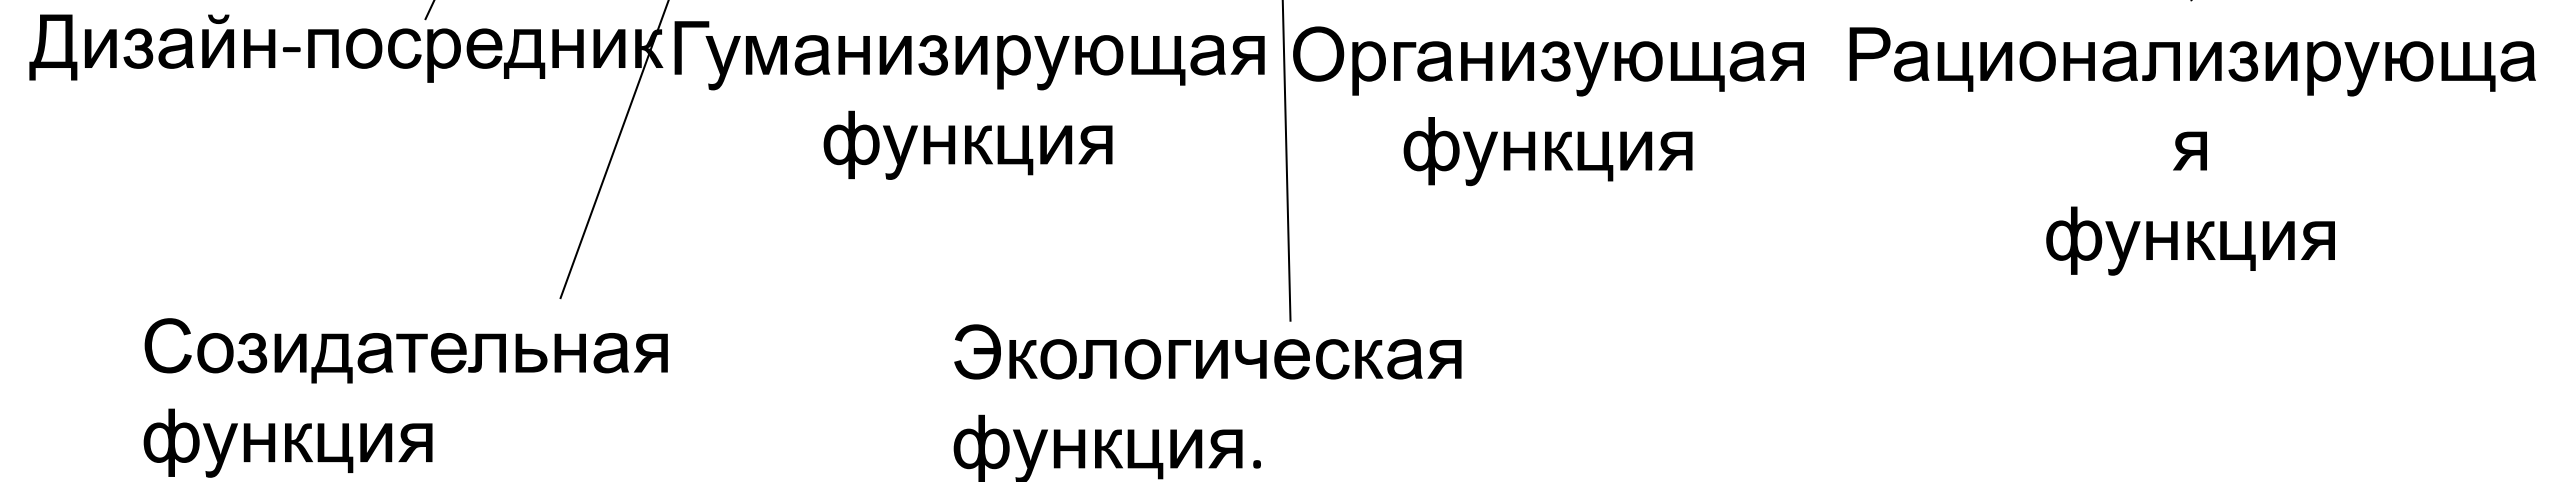 Дизайн-посредник
Гуманизирующая
функция
Организующая
функция
Рационализирующа
я
функция
Созидательная
функция
Экологическая
функция.